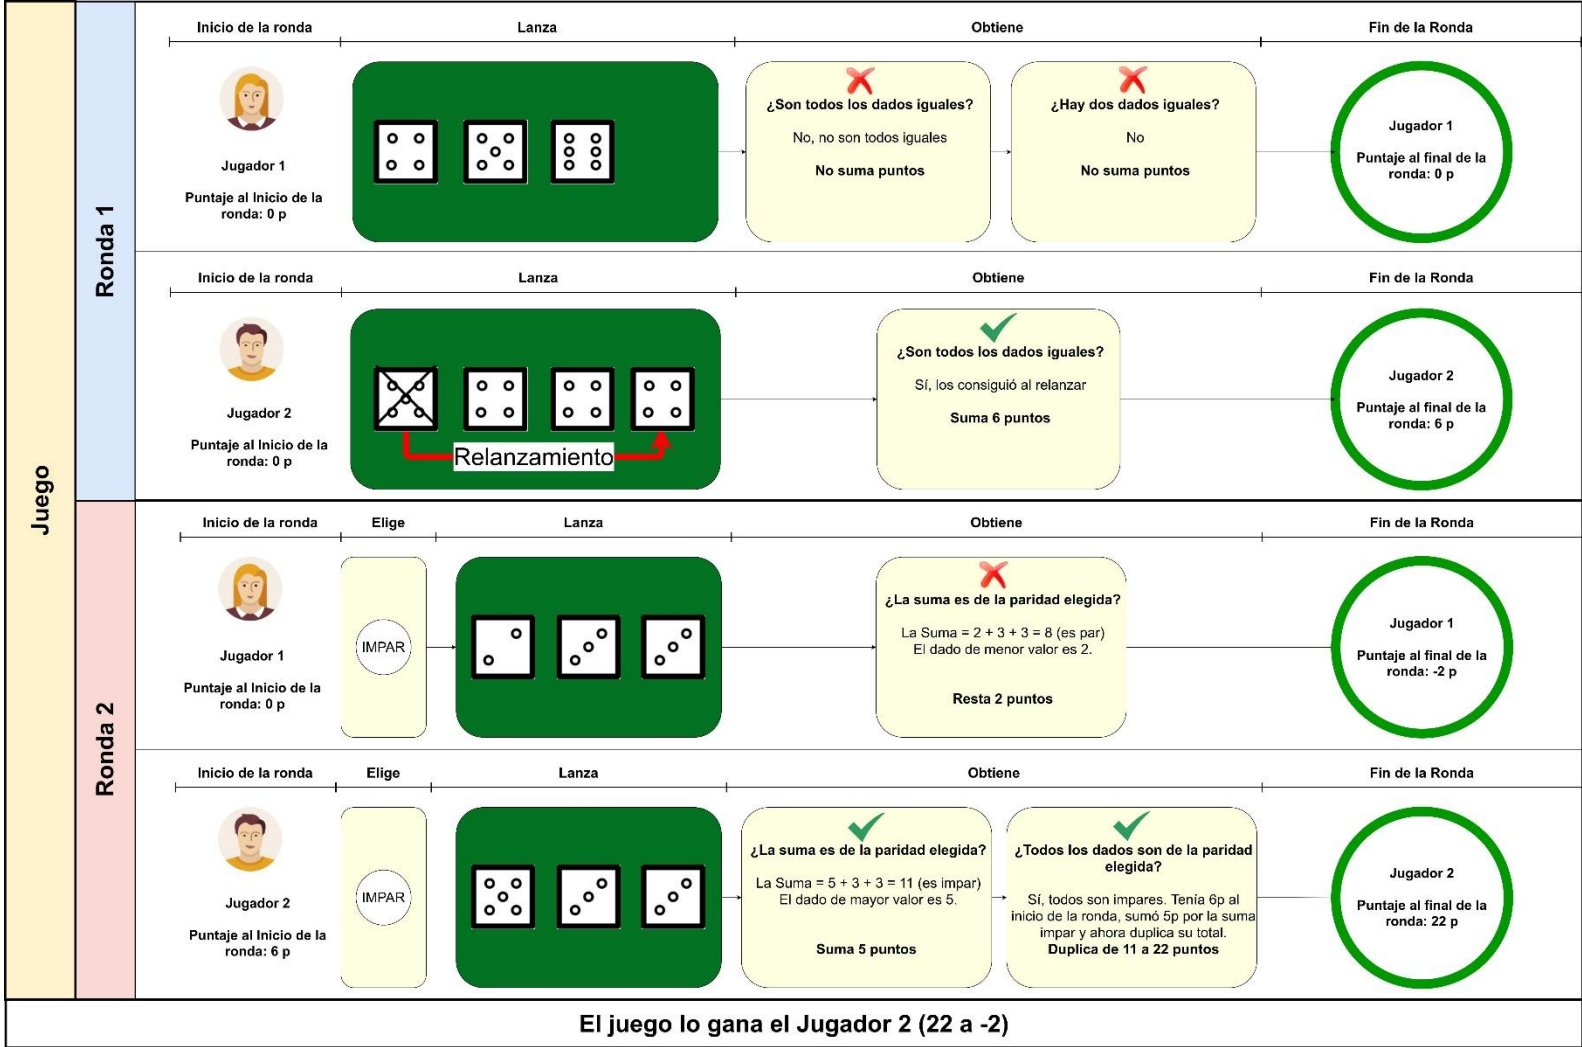 Juego
Ronda 1
Inicio de la ronda
Lanza
Obtiene
Fin de la Ronda
Jugador 1
Puntaje al Inicio de la
ronda: 0 p
¿Son todos los dados iguales?
No, no son todos iguales
No suma puntos
¿Hay dos dados iguales?
No
No suma puntos
Jugador 1
Puntaje al final de la
ronda: 0 p
Inicio de la ronda
Lanza
Obtiene
Fin de la Ronda
Jugador 2
Puntaje al Inicio de la
ronda: 0 p
Relanzamiento
¿Son todos los dados iguales?
Sí, los consiguió al relanzar
Suma 6 puntos
Jugador 2
Puntaje al final de la
ronda: 6 p
Ronda 2
Inicio de la ronda
Elige
Lanza
Obtiene
Fin de la Ronda
Jugador 1
Puntaje al Inicio de la
ronda: 0 p
IMPAR
¿La suma es de la paridad elegida?
La Suma = 2 + 3 + 3 = 8 (es par)
El dado de menor valor es 2.
Resta 2 puntos
Jugador 1
Puntaje al final de la
ronda: -2 p
Inicio de la ronda
Elige
Lanza
Obtiene
Fin de la Ronda
Jugador 2
Puntaje al Inicio de la
ronda: 6 p
IMPAR
¿La suma es de la paridad elegida?
La Suma = 5 + 3 + 3 = 11 (es impar)
El dado de mayor valor es 5.
Suma 5 puntos
¿Todos los dados son de la paridad
elegida?
Sí, todos son impares. Tenía 6p al
inicio de la ronda, sumó 5p por la suma
impar y ahora duplica su total.
Duplica de 11 a 22 puntos
Jugador 2
Puntaje al final de la
ronda: 22 p
El juego lo gana el Jugador 2 (22 a -2)